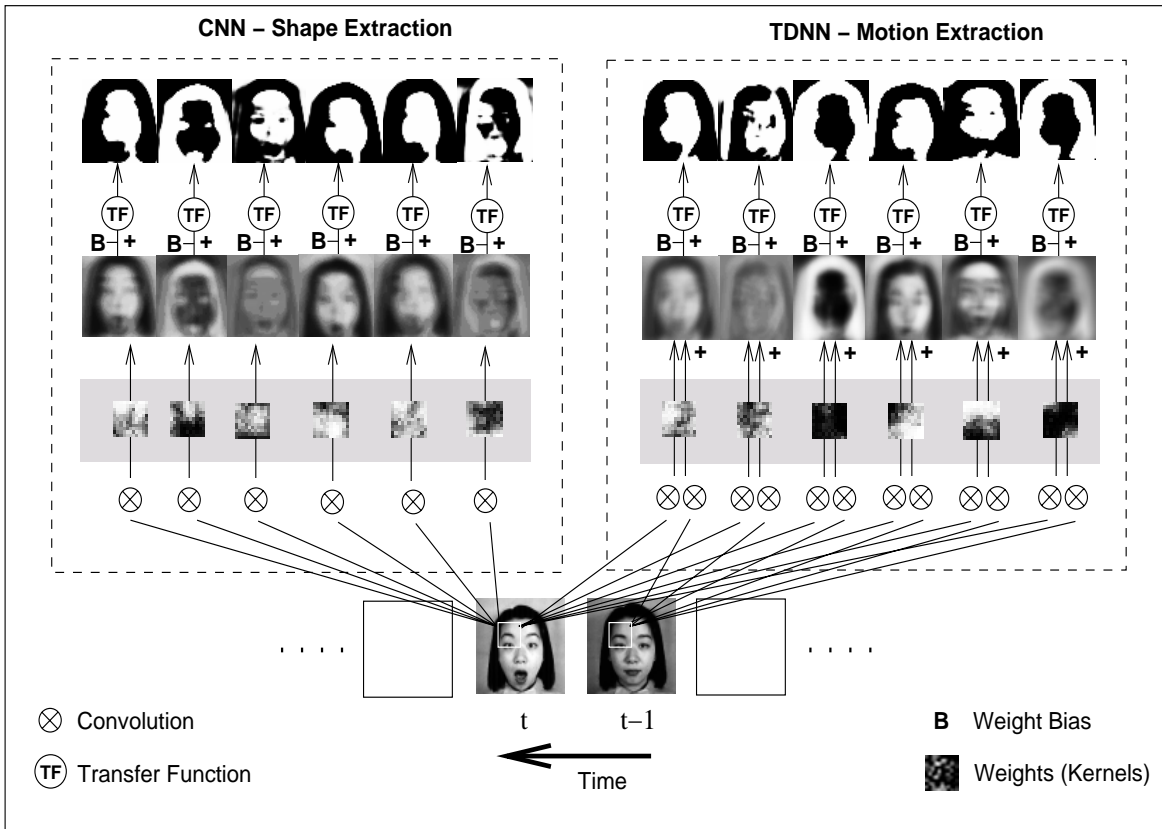 CNN – Shape Extraction
TDNN – Motion Extraction
TF TF TF TF TF TF
TF TF TF TF TF TF
B + B + B + B + B + B +
B + B + B + B + B + B +
+ + + + + +
. . . .
. . . .
t
t–1
Time
Convolution
TF Transfer Function
B Weight Bias
Weights (Kernels)